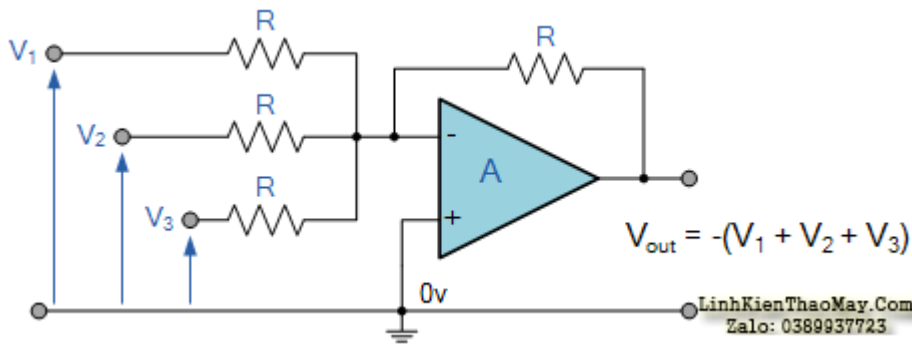 V1
R
R
V2
R
-
A
V3
R
+
Vout = -(V1 + V2 + V3)
0v
LinhKienThaoMay.Com
Zalo: 0389937723